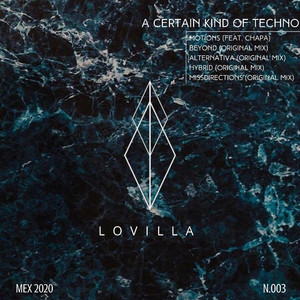 A CERTAIN KIND OF TECHNO
MOTIONS (FEAT. CHAPA)
BEYOND (ORIGINAL MIX)
ALTERNATIVA (ORIGINAL MIX)
HYBRID (ORIGINAL MIX)
MISSDIRECTIONS (ORIGINAL MIX)
LOVILLA
MEX 2020
N.003